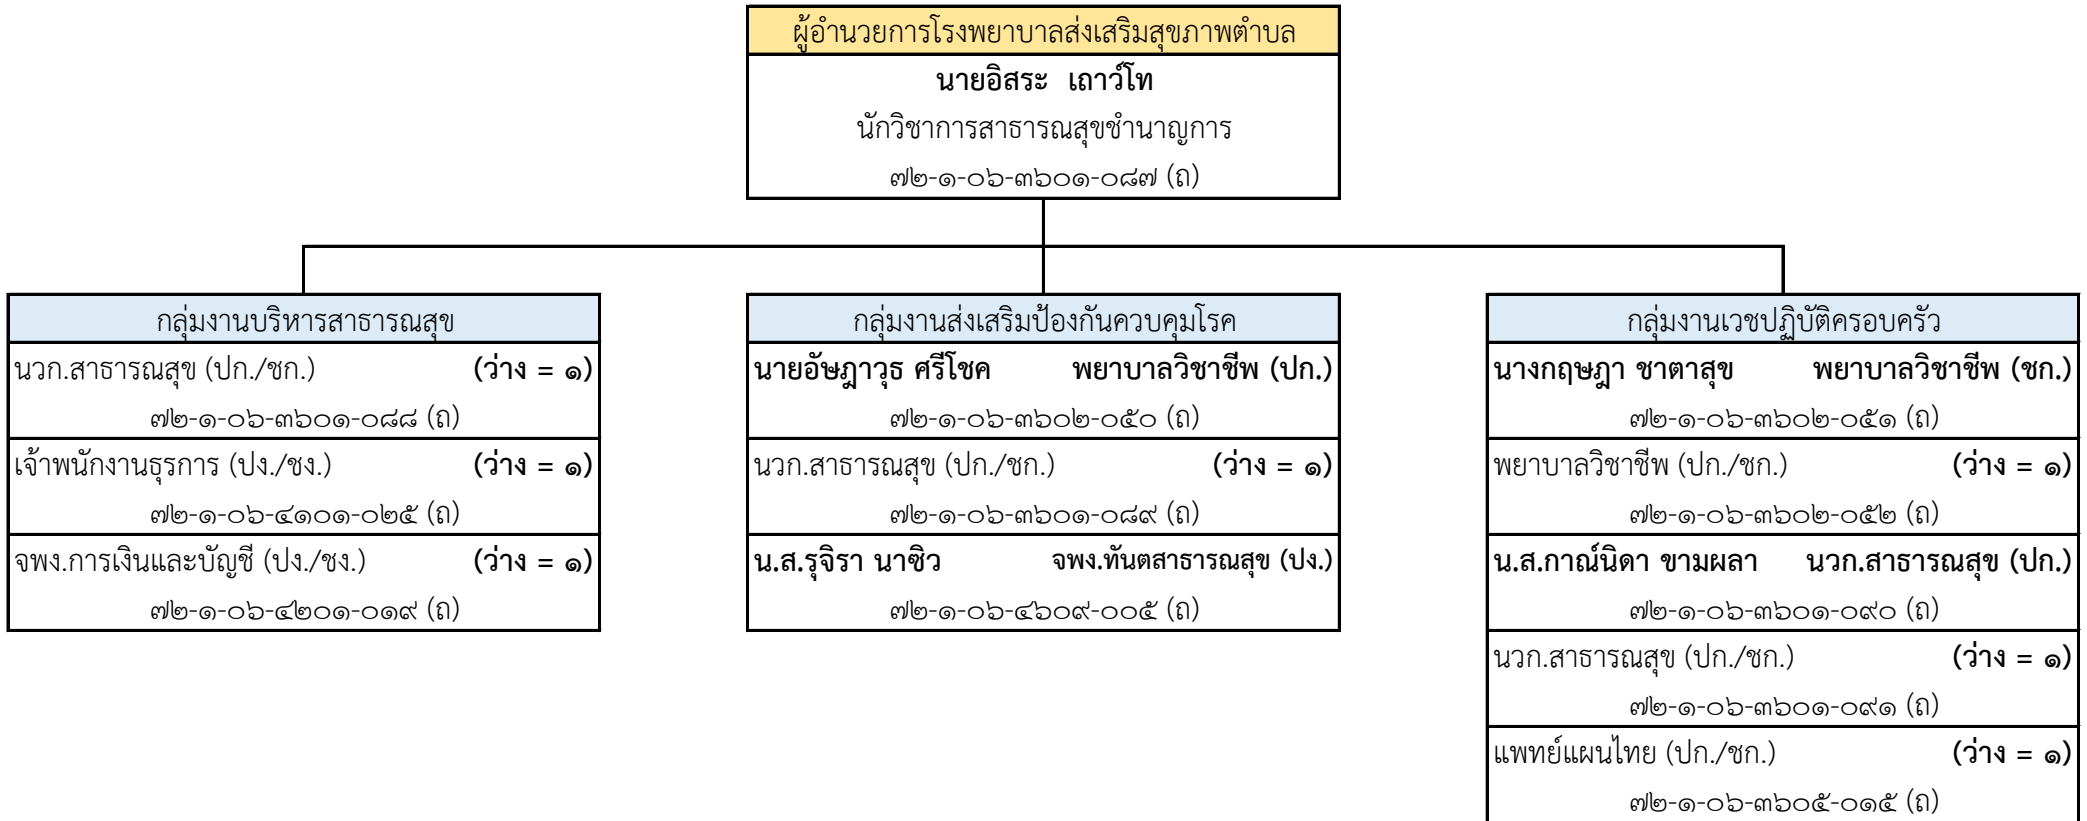 ผู้อำนวยการโรงพยาบาลส่งเสริมสุขภาพตำบล
นายอิสระ เถาว์โท
นักวิชาการสาธารณสุขชำนาญการ
๗๒-๑-๐๖-๓๖๐๑-๐๘๗ (ถ)
กลุ่มงานบริหารสาธารณสุข
นวก.สาธารณสุข (ปก./ชก.) (ว่าง = ๑)
๗๒-๑-๐๖-๓๖๐๑-๐๘๘ (ถ)
เจ้าพนักงานธุรการ (ปง./ชง.) (ว่าง = ๑)
๗๒-๑-๐๖-๔๑๐๑-๐๒๕ (ถ)
จพง.การเงินและบัญชี (ปง./ชง.) (ว่าง = ๑)
๗๒-๑-๐๖-๔๒๐๑-๐๑๙ (ถ)
กลุ่มงานส่งเสริมป้องกันควบคุมโรค
นายอัษฎาวุธ ศรีโชค พยาบาลวิชาชีพ (ปก.)
๗๒-๑-๐๖-๓๖๐๒-๐๕๐ (ถ)
นวก.สาธารณสุข (ปก./ชก.) (ว่าง = ๑)
๗๒-๑-๐๖-๓๖๐๑-๐๘๙ (ถ)
น.ส.รุจิรา นาซิว จพง.ทันตสาธารณสุข (ปง.)
๗๒-๑-๐๖-๔๖๐๙-๐๐๕ (ถ)
กลุ่มงานเวชปฏิบัติครอบครัว
นางกฤษฎา ชาตาสุข พยาบาลวิชาชีพ (ชก.)
๗๒-๑-๐๖-๓๖๐๒-๐๕๑ (ถ)
พยาบาลวิชาชีพ (ปก./ชก.) (ว่าง = ๑)
๗๒-๑-๐๖-๓๖๐๒-๐๕๒ (ถ)
น.ส.กาณ์นิดา ขามผลา นวก.สาธารณสุข (ปก.)
๗๒-๑-๐๖-๓๖๐๑-๐๙๐ (ถ)
นวก.สาธารณสุข (ปก./ชก.) (ว่าง = ๑)
๗๒-๑-๐๖-๓๖๐๑-๐๙๑ (ถ)
แพทย์แผนไทย (ปก./ชก.) (ว่าง = ๑)
๗๒-๑-๐๖-๓๖๐๕-๐๑๕ (ถ)